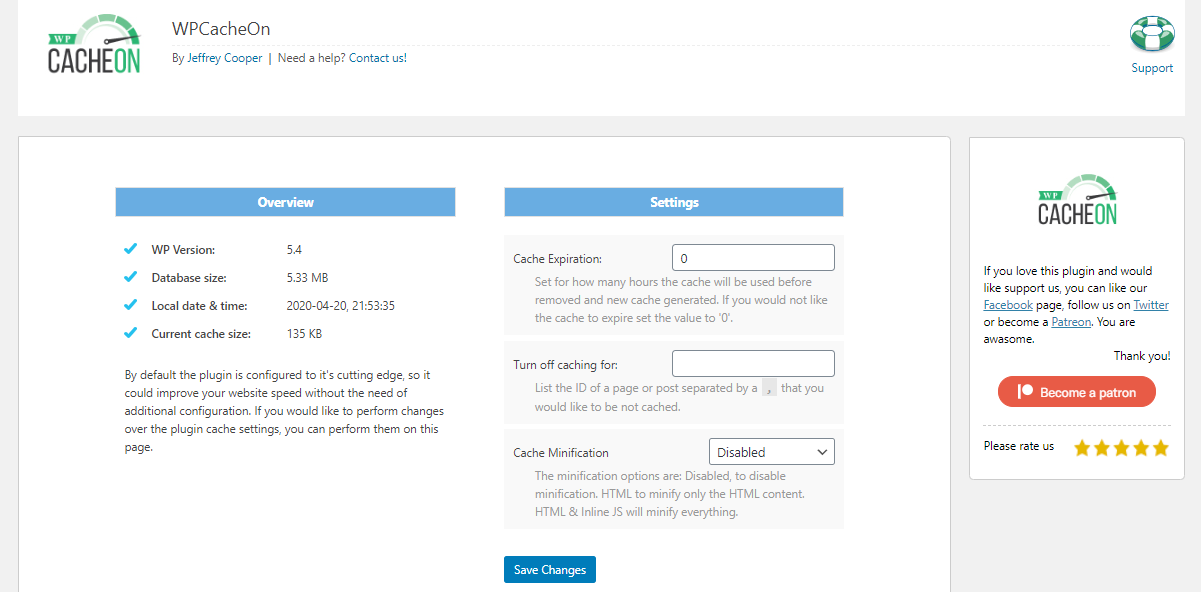 WP
CACHEON
WPCacheOn
By Jeffrey Cooper | Need a help? Contact us!
Support
Overview
WP Version: 5.4
Database size: 5.33 MB
Local date & time: 2020-04-20, 21:53:35
Current cache size: 135 KB
By default the plugin is configured to it's cutting edge, so it
could improve your website speed without the need of
additional configuration. If you would like to perform changes
over the plugin cache settings, you can perform them on this
page.
Settings
Cache Expiration: 0
Set for how many hours the cache will be used before
removed and new cache generated. If you would not like
the cache to expire set the value to '0'.
Turn off caching for:
List the ID of a page or post separated by a , that you
would like to be not cached.
Cache Minification Disabled
The minification options are: Disabled, to disable
minification. HTML to minify only the HTML content.
HTML & Inline JS will minify everything.
Save Changes
WP
CACHEON
If you love this plugin and would
like support us, you can like our
Facebook page, follow us on Twitter
or become a Patreon. You are
awasome.
Thank you!
Become a patron
Please rate us